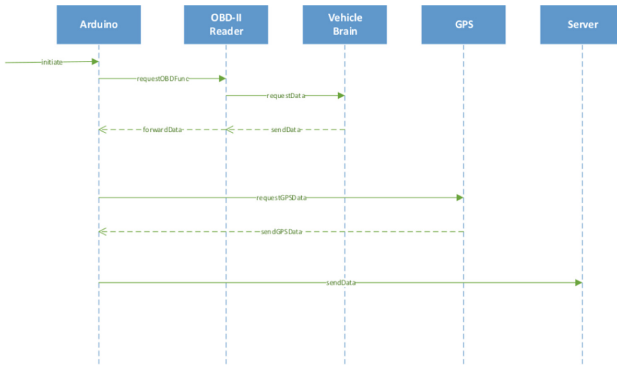 Arduino
OBD-II
Reader
Vehicle
Brain
GPS
Server
initiate
requestOBDFunc
requestData
forwardData
sendData
requestGPSData
sendGPSData
sendData